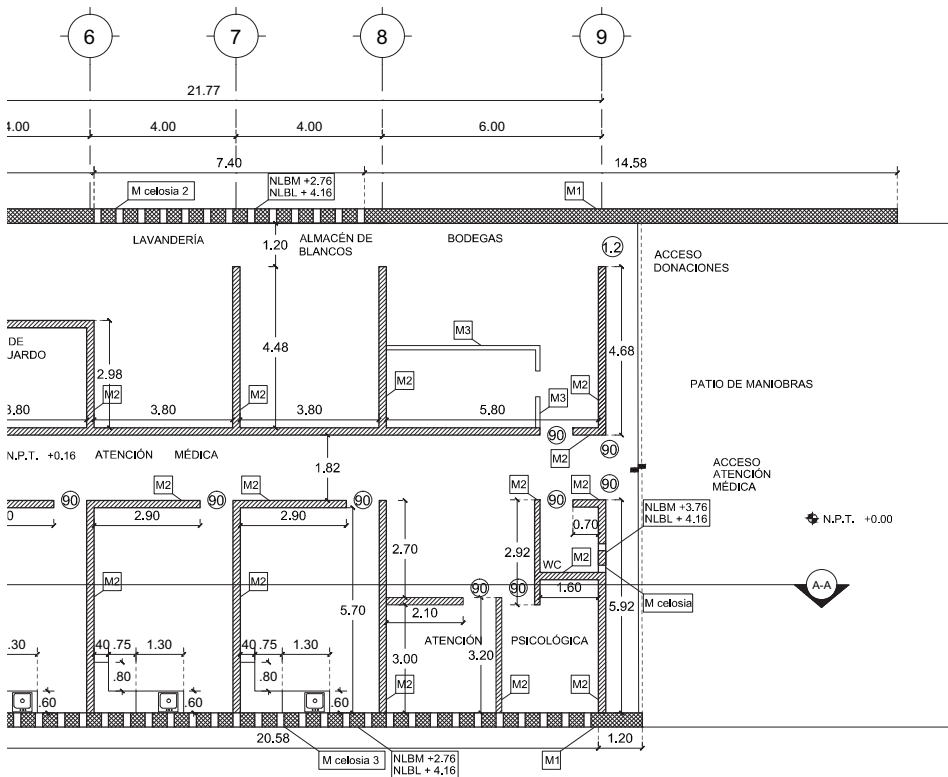 6 7 8 9
21.77
4.00 4.00 4.00 6.00
7.40 14.58
M celosia 2
NLBM +2.76
NLBL + 4.16
M1
LAVANDERÍA
1.20
ALMACÉN DE
BLANCOS
BODEGAS
1.2
ACCESO
DONACIONES
DE
JARDO
2.98
4.48
M3
4.68
M2 M2 M2 M2
M3
PATIO DE MANIOBRAS
3.80 3.80 3.80 5.80
90
M2
90
N.P.T. +0.16 ATENCIÓN MÉDICA
1.82
ACCESO
ATENCIÓN
MÉDICA
90 M2 90 M2 90 90 M2 90
0 2.90 2.90
NLBM +3.76
NLBL + 4.16
0.70
N.P.T. +0.00
2.70 2.92
WC M2
M2 M2
90 90 1.60
A-A
M celosia
5.70 2.10 5.92
ATENCIÓN PSICOLÓGICA
3.00 3.20
.30 40 .75 1.30 40 .75 1.30
.80 .80
M2 M2 M2
.60 .60 .60
20.58 1.20
M celosia 3
NLBM +2.76
NLBL + 4.16
M1